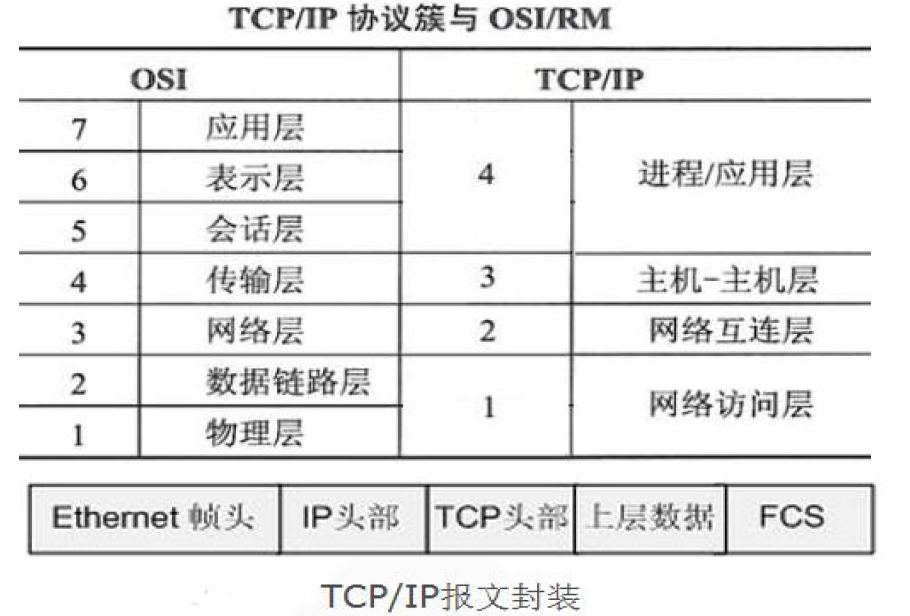 TCP/IP 协议簇与 OSI/RM
OSI TCP/IP
7 应用层
6 表示层 4 进程/应用层
5 会话层
4 传输层 3 主机-主机层
3 网络层 2 网络互连层
2 数据链路层
1 网络访问层
1 物理层
Ethernet 帧头 IP头部 TCP头部 上层数据 FCS
TCP/IP报文封装